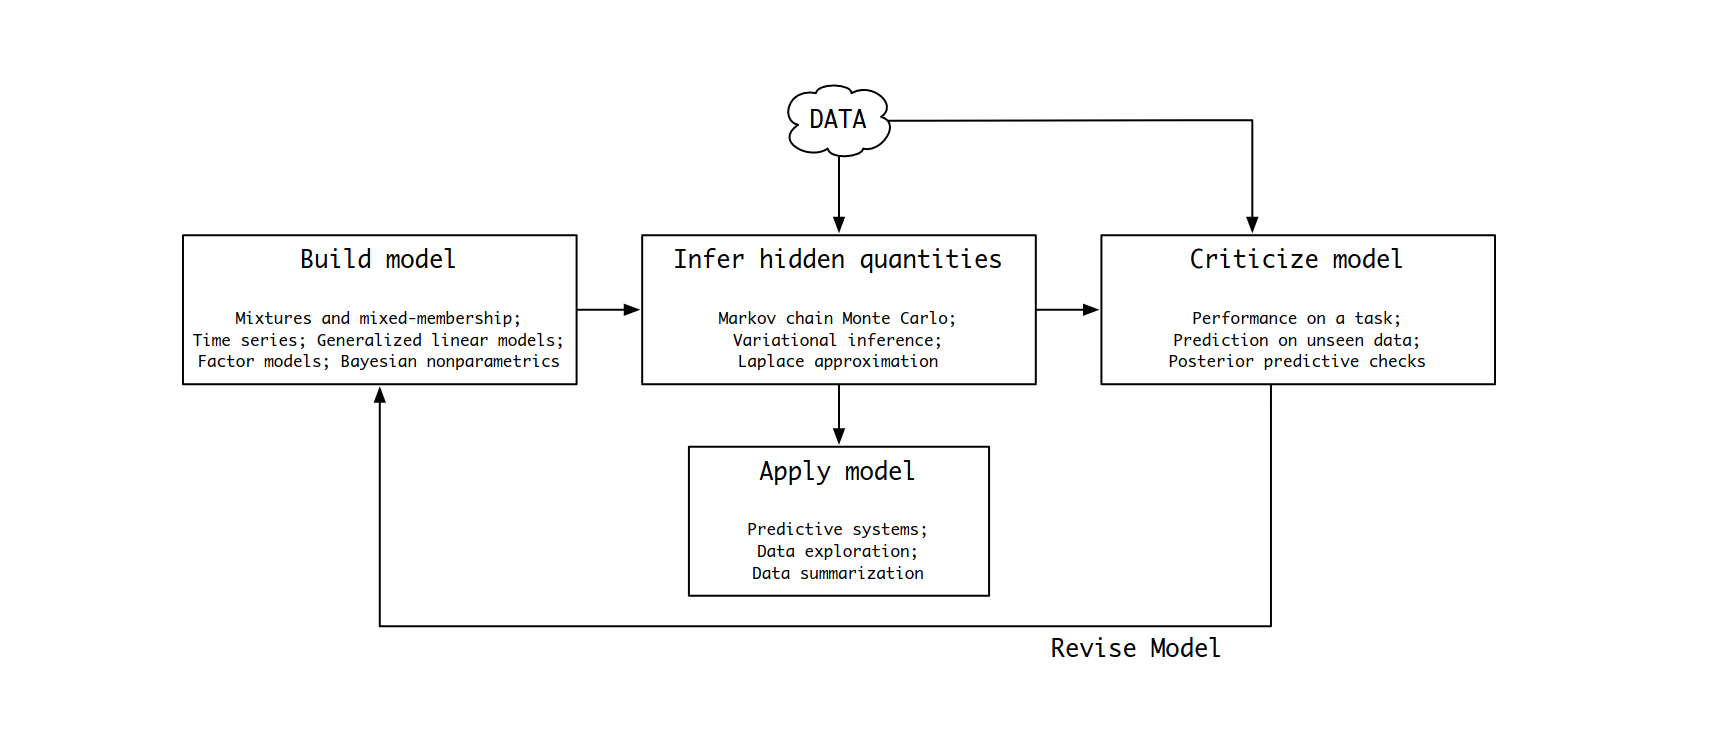 DATA
Build model
Mixtures and mixed-membership;
Time series; Generalized linear models;
Factor models; Bayesian nonparametrics
Infer hidden quantities
Markov chain Monte Carlo;
Variational inference;
Laplace approximation
Criticize model
Performance on a task;
Prediction on unseen data;
Posterior predictive checks
Apply model
Predictive systems;
Data exploration;
Data summarization
Revise Model